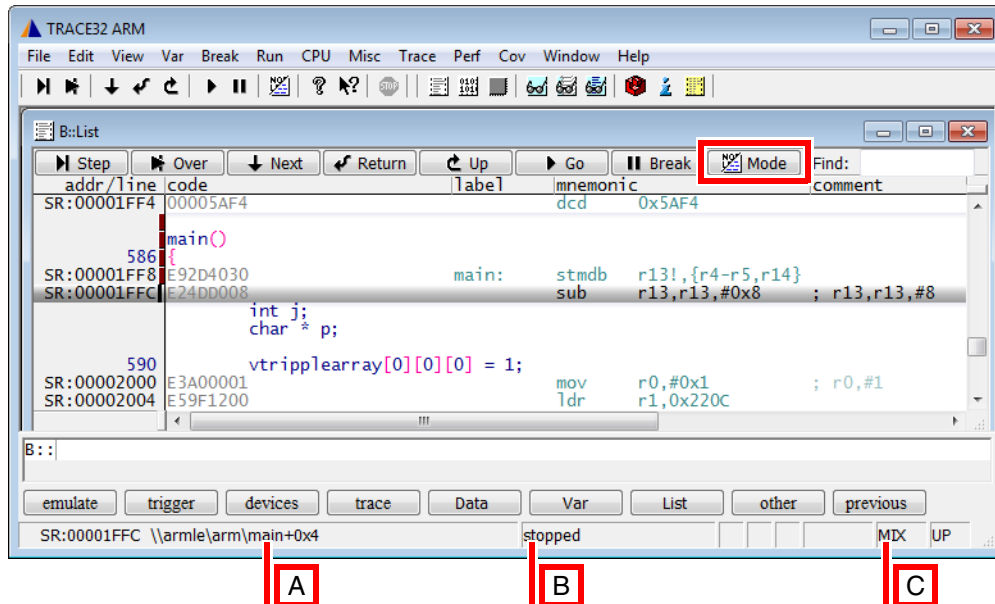 TRACE32 ARM
File Edit View Var Break Run CPU Misc Trace Perf Cov Window Help
B::List
Step Over Next Return Up Go Break Mode Find:
addr/line code label mnemonic comment
SR:00001FF4 00005AF4 dcd 0x5AF4
main()
586 {
SR:00001FF8 E92D4030 main: stmdb r13!,{r4-r5,r14}
SR:00001FFC E24DD008 sub r13,r13,#0x8 ; r13,r13,#8
int j;
char * p;
590 vtripplearray[0][0][0] = 1;
SR:00002000 E3A00001 mov r0,#0x1 ; r0,#1
SR:00002004 E59F1200 ldr r1,0x220C
B::
emulate trigger devices trace Data Var List other previous
SR:00001FFC \\armle\arm\main+0x4 stopped MIX UP
A B C